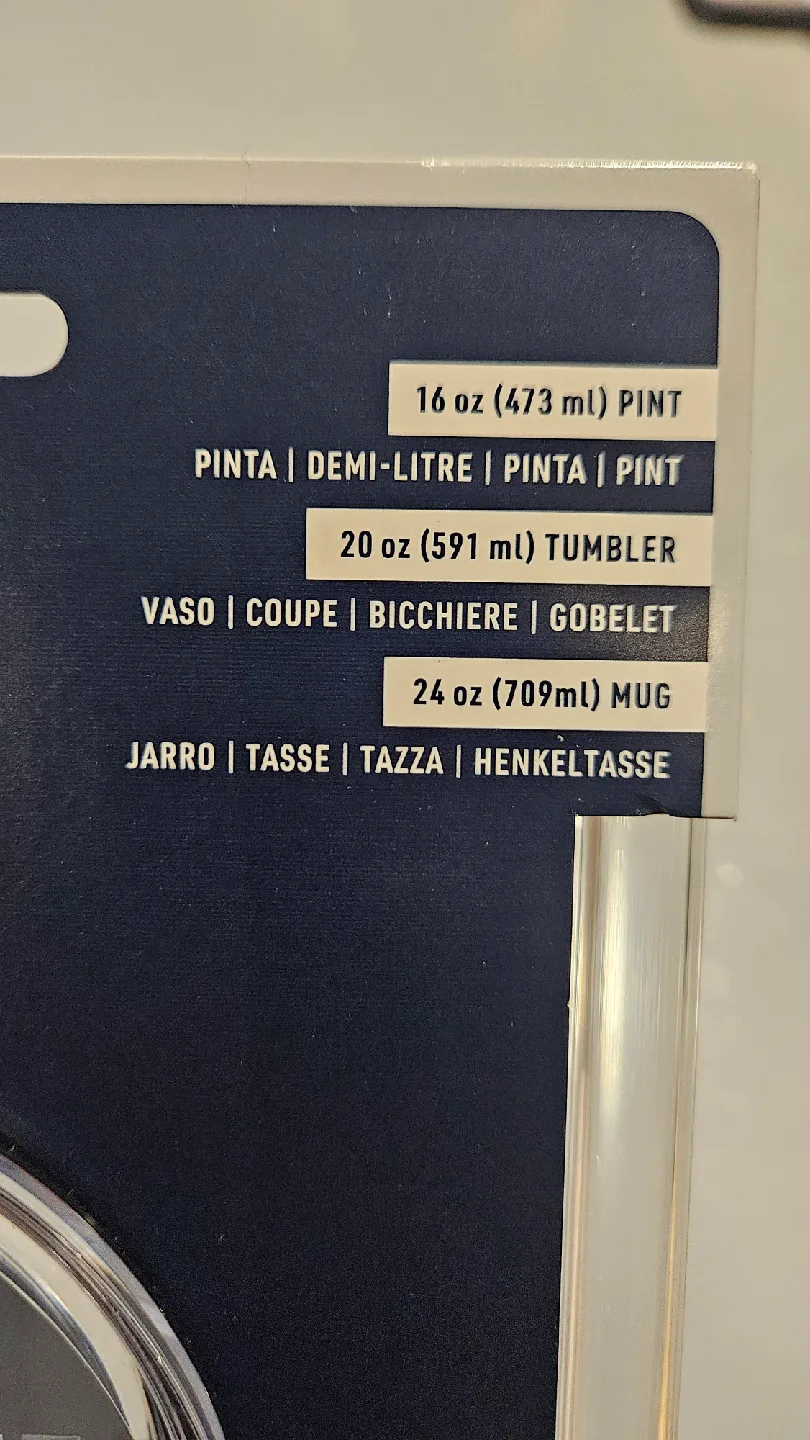 16 oz (473 ml) PINT
PINTA | DEMI-LITRE | PINTA | PINT
20 oz (591 ml) TUMBLER
VASO | COUPE | BICCHIERE | GOBELET
24 oz (709ml) MUG
JARRO | TASSE | TAZZA | HENKELTASSE